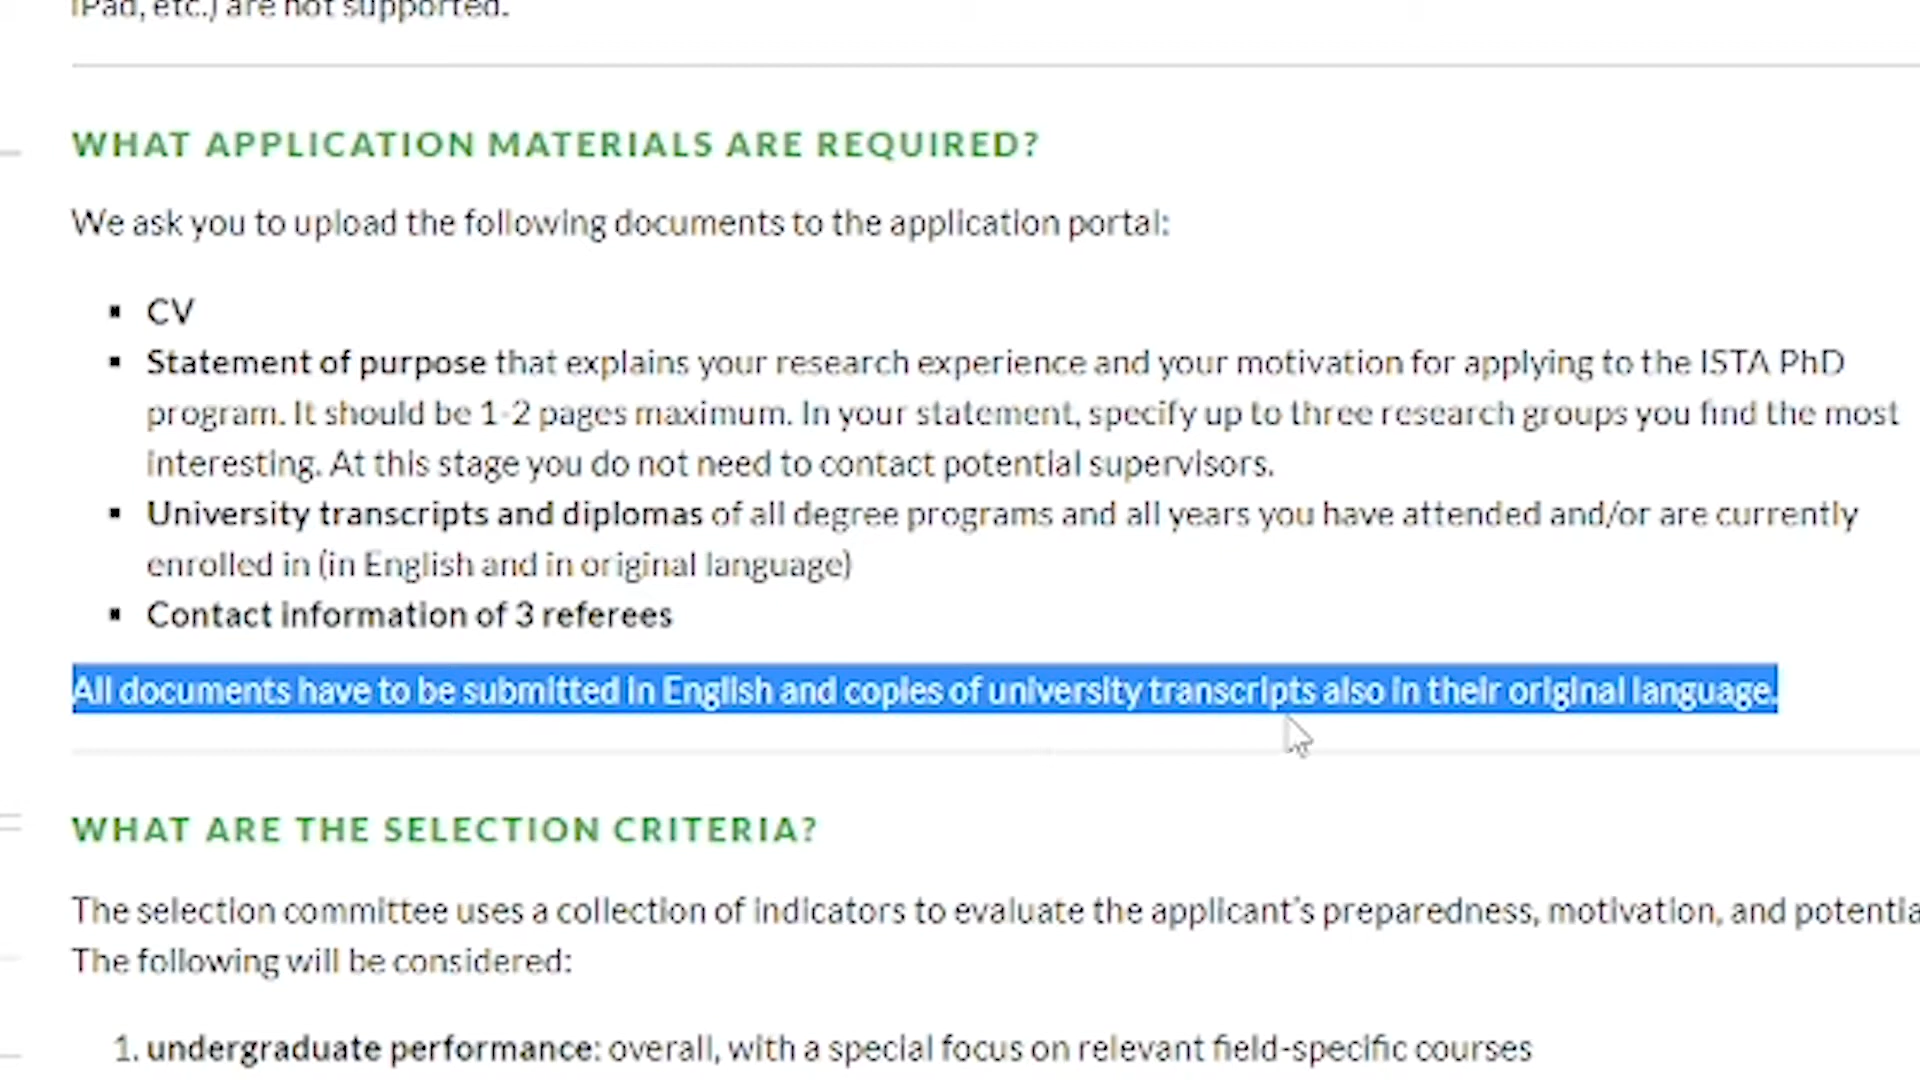 iPad, etc.) are not supported.
WHAT APPLICATION MATERIALS ARE REQUIRED?
We ask you to upload the following documents to the application portal:
▪ CV
▪ Statement of purpose that explains your research experience and your motivation for applying to the ISTA PhD
program. It should be 1-2 pages maximum. In your statement, specify up to three research groups you find the most
interesting. At this stage you do not need to contact potential supervisors.
▪ University transcripts and diplomas of all degree programs and all years you have attended and/or are currently
enrolled in (in English and in original language)
▪ Contact information of 3 referees
All documents have to be submitted in English and copies of university transcripts also in their original language.
WHAT ARE THE SELECTION CRITERIA?
The selection committee uses a collection of indicators to evaluate the applicant's preparedness, motivation, and potentia
The following will be considered:
1. undergraduate performance: overall, with a special focus on relevant field-specific courses